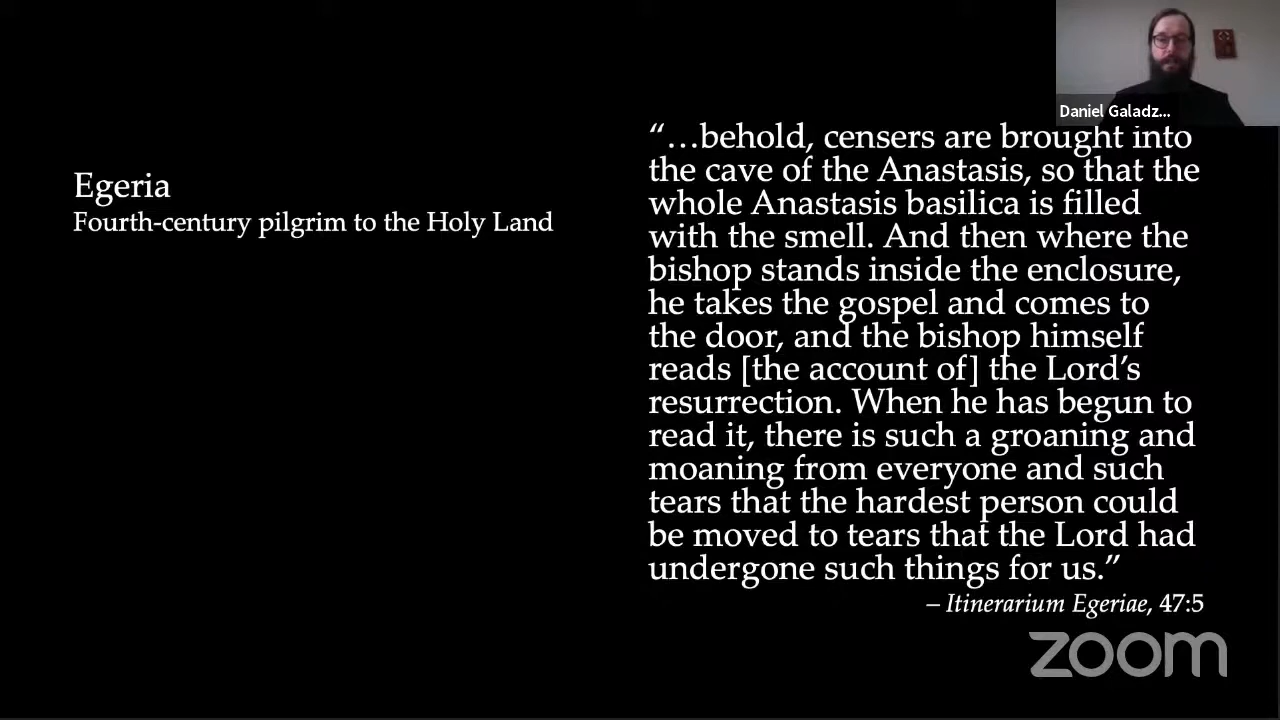 Daniel Galadz...
Egeria
Fourth-century pilgrim to the Holy Land
“…behold, censers are brought into
the cave of the Anastasis, so that the
whole Anastasis basilica is filled
with the smell. And then where the
bishop stands inside the enclosure,
he takes the gospel and comes to
the door, and the bishop himself
reads [the account of] the Lord’s
resurrection. When he has begun to
read it, there is such a groaning and
moaning from everyone and such
tears that the hardest person could
be moved to tears that the Lord had
undergone such things for us.”
– Itinerarium Egeriae, 47:5
zoom